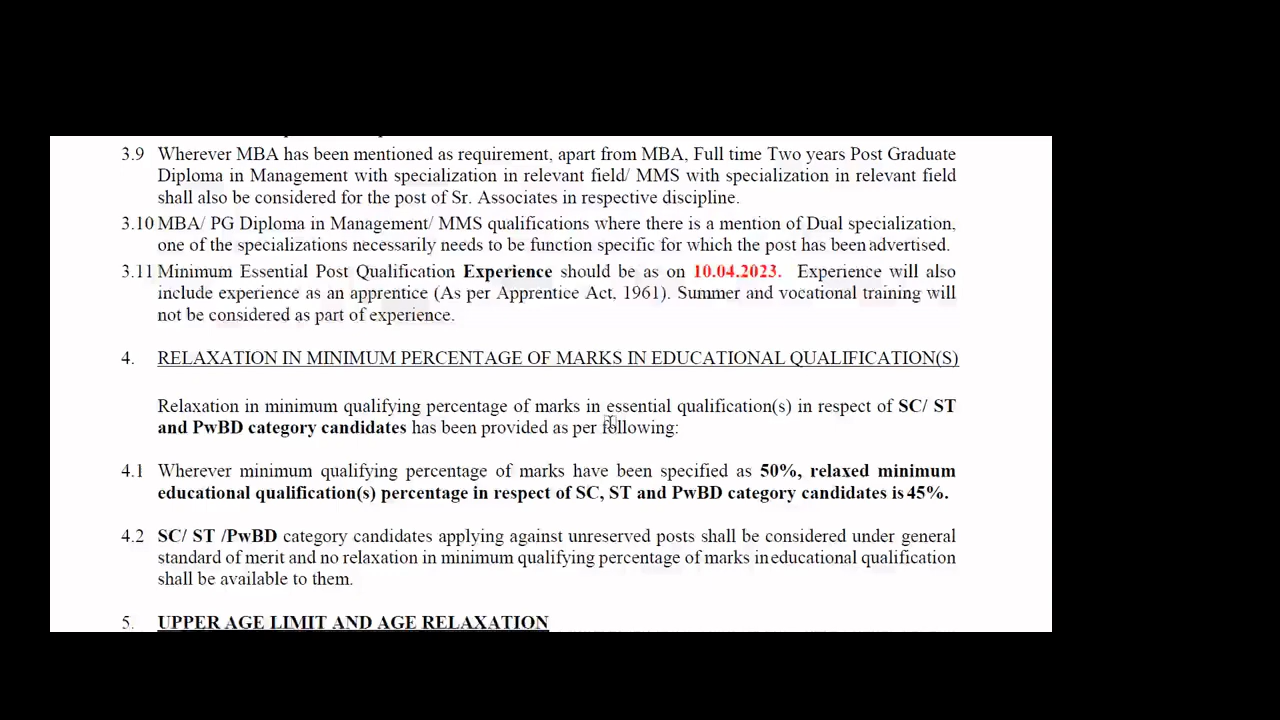 3.9 Wherever MBA has been mentioned as requirement, apart from MBA, Full time Two years Post Graduate
Diploma in Management with specialization in relevant field/ MMS with specialization in relevant field
shall also be considered for the post of Sr. Associates in respective discipline.
3.10 MBA/ PG Diploma in Management/ MMS qualifications where there is a mention of Dual specialization,
one of the specializations necessarily needs to be function specific for which the post has been advertised.
3.11 Minimum Essential Post Qualification Experience should be as on 10.04.2023. Experience will also
include experience as an apprentice (As per Apprentice Act, 1961). Summer and vocational training will
not be considered as part of experience.
4. RELAXATION IN MINIMUM PERCENTAGE OF MARKS IN EDUCATIONAL QUALIFICATION(S)
Relaxation in minimum qualifying percentage of marks in essential qualification(s) in respect of SC/ ST
and PwBD category candidates has been provided as per following:
4.1 Wherever minimum qualifying percentage of marks have been specified as 50%, relaxed minimum
educational qualification(s) percentage in respect of SC, ST and PwBD category candidates is 45%.
4.2 SC/ ST /PwBD category candidates applying against unreserved posts shall be considered under general
standard of merit and no relaxation in minimum qualifying percentage of marks in educational qualification
shall be available to them.
5. UPPER AGE LIMIT AND AGE RELAXATION